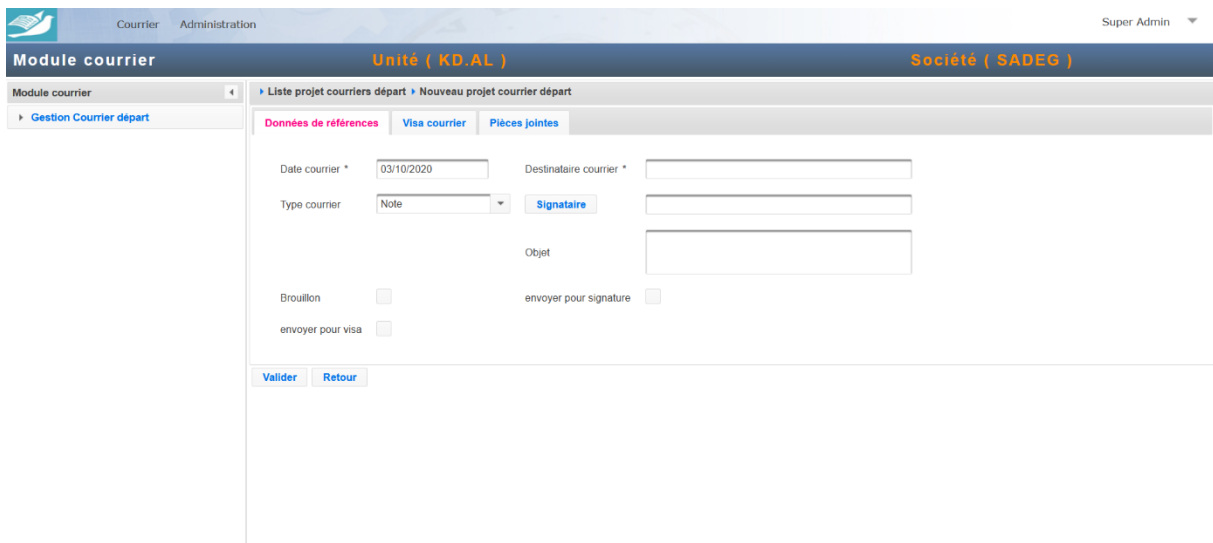 Courrier Administration Super Admin
Module courrier Unité ( KD.AL ) Société ( SADEG )
Module courrier
Liste projet courriers départ Nouveau projet courrier départ
Gestion Courrier départ
Données de références Visa courrier Pièces jointes
Date courrier * 03/10/2020 Destinataire courrier *
Type courrier Note Signataire
Objet
Brouillon envoyer pour signature
envoyer pour visa
Valider Retour